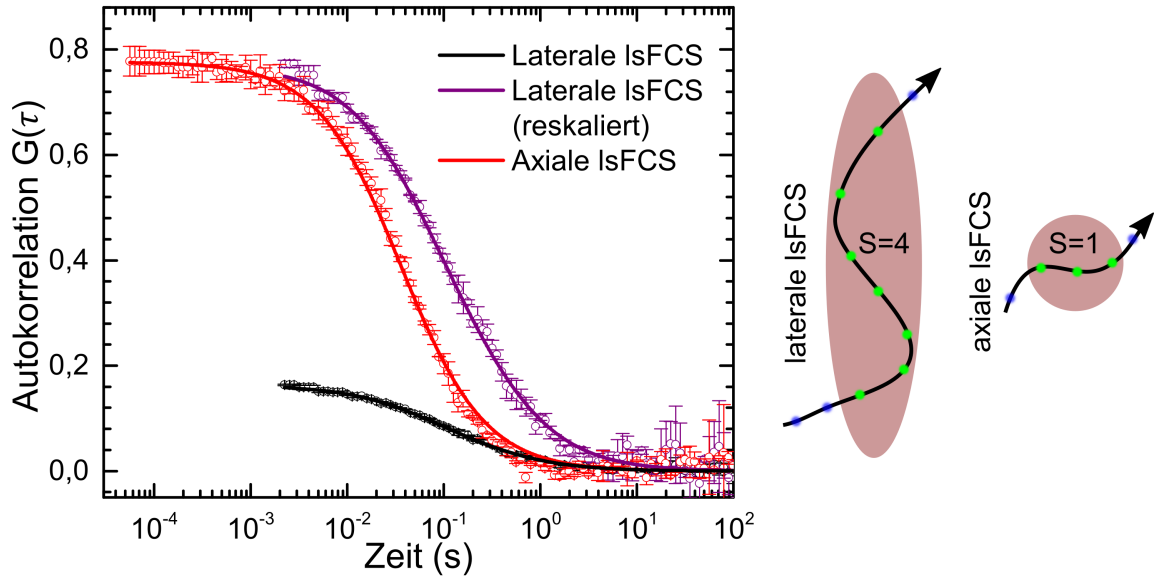 0,8
0,6
0,4
0,2
0,0
Autokorrelation G(τ)
Laterale lsFCS
Laterale lsFCS
(reskaliert)
Axiale lsFCS
10⁻⁴
10⁻³
10⁻²
10⁻¹
10⁰
10¹
10²
Zeit (s)
laterale lsFCS
S=4
axiale lsFCS
S=1